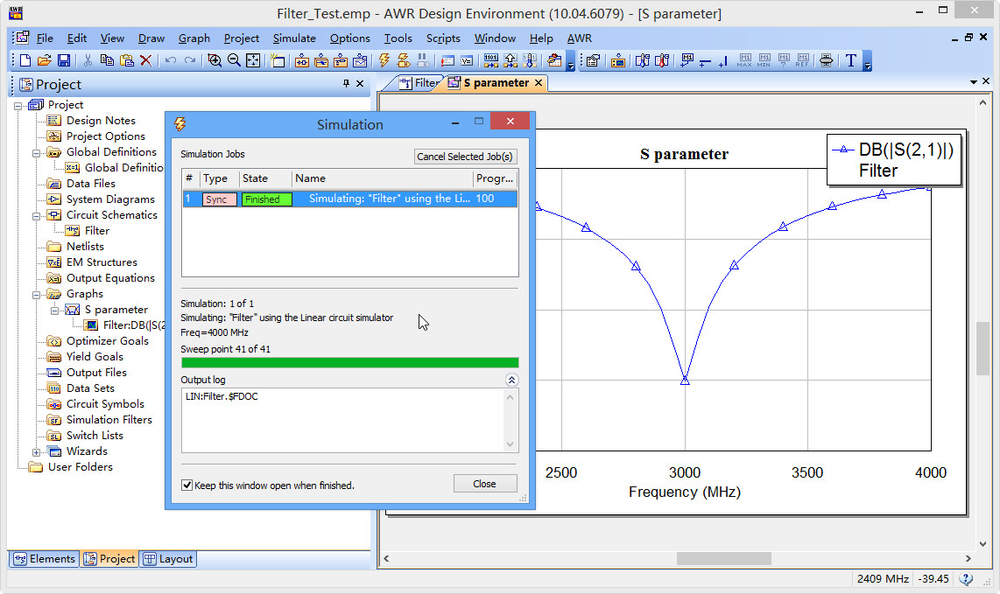 Filter_Test.emp - AWR Design Environment (10.04.6079) - [S parameter]
File Edit View Draw Graph Project Simulate Options Tools Scripts Window Help AWR
Project
Filter
S parameter
Project
Design Notes
Project Options
Global Definitions
Global Definitio
Data Files
System Diagrams
Circuit Schematics
Filter
Netlists
EM Structures
Output Equations
Graphs
S parameter
Filter:DB(|S(2
Optimizer Goals
Yield Goals
Output Files
Data Sets
Circuit Symbols
Simulation Filters
Switch Lists
Wizards
User Folders
Elements
Project
Layout
Simulation
Simulation Jobs
Cancel Selected Job(s)
# Type State Name Progr...
1 Sync Finished Simulating: "Filter" using the Li... 100
Simulation: 1 of 1
Simulating: "Filter" using the Linear circuit simulator
Freq=4000 MHz
Sweep point 41 of 41
Output log
LIN:Filter.$FDOC
Keep this window open when finished.
Close
S parameter
DB(|S(2,1)|)
Filter
2500 3000 3500 4000
Frequency (MHz)
2409 MHz -39.45